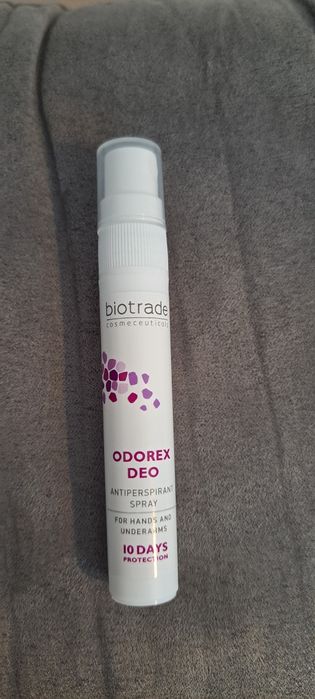 biotrade
cosmeceuticals
ODOREX
DEO
ANTIPERSPIRANT
SPRAY
FOR HANDS AND
UNDERARMS
10 DAYS
PROTECTION